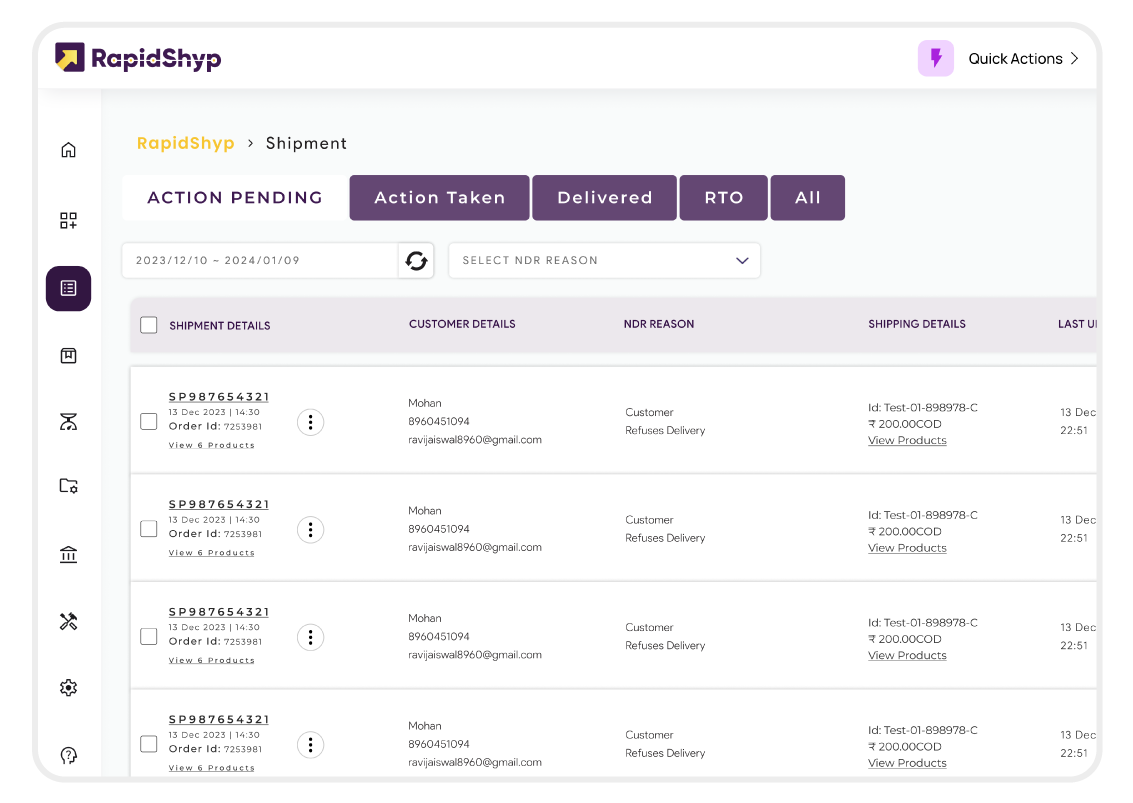 RapidShyp
Quick Actions
RapidShyp > Shipment
ACTION PENDING Action Taken Delivered RTO All
2023/12/10 ~ 2024/01/09 SELECT NDR REASON
SHIPMENT DETAILS CUSTOMER DETAILS NDR REASON SHIPPING DETAILS LAST
SP987654321
13 Dec 2023 | 14:30
Order Id: 7253981
View 6 Products
Mohan
8960451094
ravijaiswal8960@gmail.com
Customer
Refuses Delivery
Id: Test-01-898978-C
₹ 200.00COD
View Products
13 Dec
22:51
SP987654321
13 Dec 2023 | 14:30
Order Id: 7253981
View 6 Products
Mohan
8960451094
ravijaiswal8960@gmail.com
Customer
Refuses Delivery
Id: Test-01-898978-C
₹ 200.00COD
View Products
13 Dec
22:51
SP987654321
13 Dec 2023 | 14:30
Order Id: 7253981
View 6 Products
Mohan
8960451094
ravijaiswal8960@gmail.com
Customer
Refuses Delivery
Id: Test-01-898978-C
₹ 200.00COD
View Products
13 Dec
22:51
SP987654321
13 Dec 2023 | 14:30
Order Id: 7253981
View 6 Products
Mohan
8960451094
ravijaiswal8960@gmail.com
Customer
Refuses Delivery
Id: Test-01-898978-C
₹ 200.00COD
View Products
13 Dec
22:51